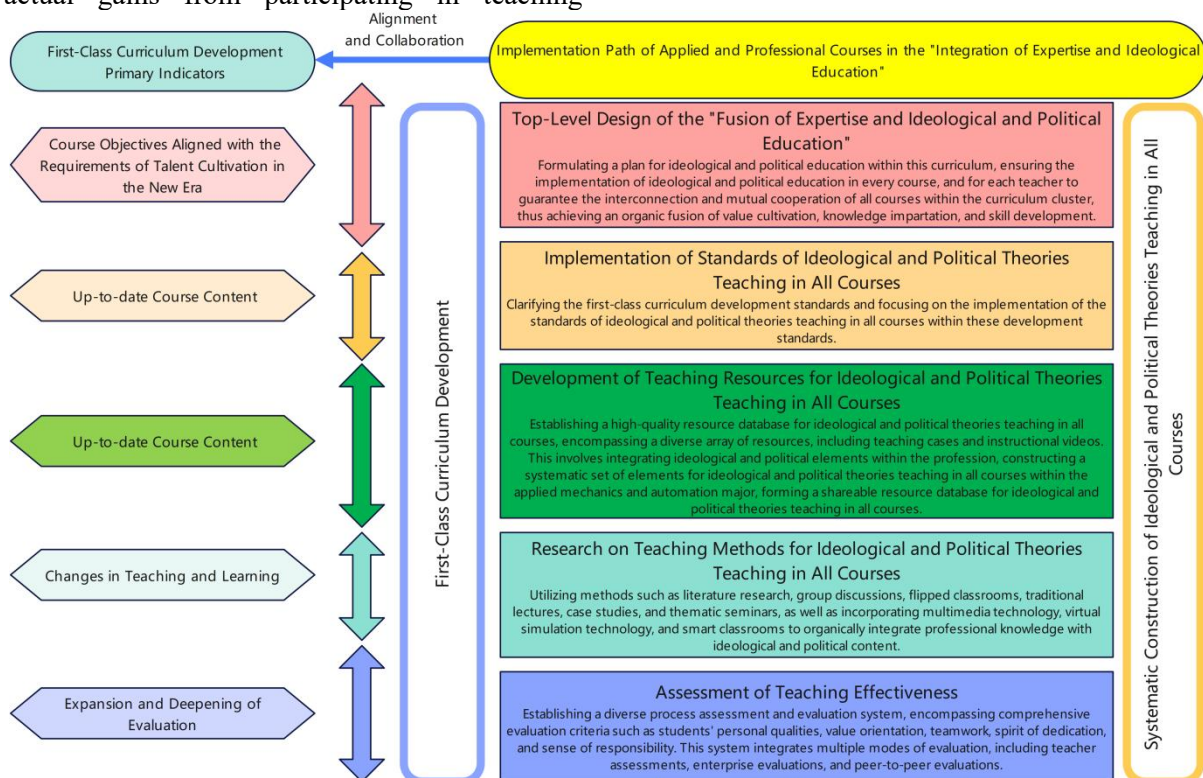 actual gains from participating in teaching
Alignment
and Collaboration
First-Class Curriculum Development
Primary Indicators
Implementation Path of Applied and Professional Courses in the "Integration of Expertise and Ideological
Education"
Course Objectives Aligned with the
Requirements of Talent Cultivation in
the New Era
Top-Level Design of the "Fusion of Expertise and Ideological and Political
Education"
Formulating a plan for ideological and political education within this curriculum, ensuring the
implementation of ideological and political education in every course, and for each teacher to
guarantee the interconnection and mutual cooperation of all courses within the curriculum cluster,
thus achieving an organic fusion of value cultivation, knowledge impartation, and skill development.
Up-to-date Course Content
Implementation of Standards of Ideological and Political Theories
Teaching in All Courses
Clarifying the first-class curriculum development standards and focusing on the implementation of the
standards of ideological and political theories teaching in all courses within these development
standards.
Up-to-date Course Content
Development of Teaching Resources for Ideological and Political Theories
Teaching in All Courses
Establishing a high-quality resource database for ideological and political theories teaching in all
courses, encompassing a diverse array of resources, including teaching cases and instructional videos.
This involves integrating ideological and political elements within the profession, constructing a
systematic set of elements for ideological and political theories teaching in all courses within the
applied mechanics and automation major, forming a shareable resource database for ideological and
political theories teaching in all courses.
Changes in Teaching and Learning
Research on Teaching Methods for Ideological and Political Theories
Teaching in All Courses
Utilizing methods such as literature research, group discussions, flipped classrooms, traditional
lectures, case studies, and thematic seminars, as well as incorporating multimedia technology, virtual
simulation technology, and smart classrooms to organically integrate professional knowledge with
ideological and political content.
Expansion and Deepening of
Evaluation
Assessment of Teaching Effectiveness
Establishing a diverse process assessment and evaluation system, encompassing comprehensive
evaluation criteria such as students' personal qualities, value orientation, teamwork, spirit of dedication,
and sense of responsibility. This system integrates multiple modes of evaluation, including teacher
assessments, enterprise evaluations, and peer-to-peer evaluations.
First-Class Curriculum Development
Systematic Construction of Ideological and Political Theories Teaching in All
Courses